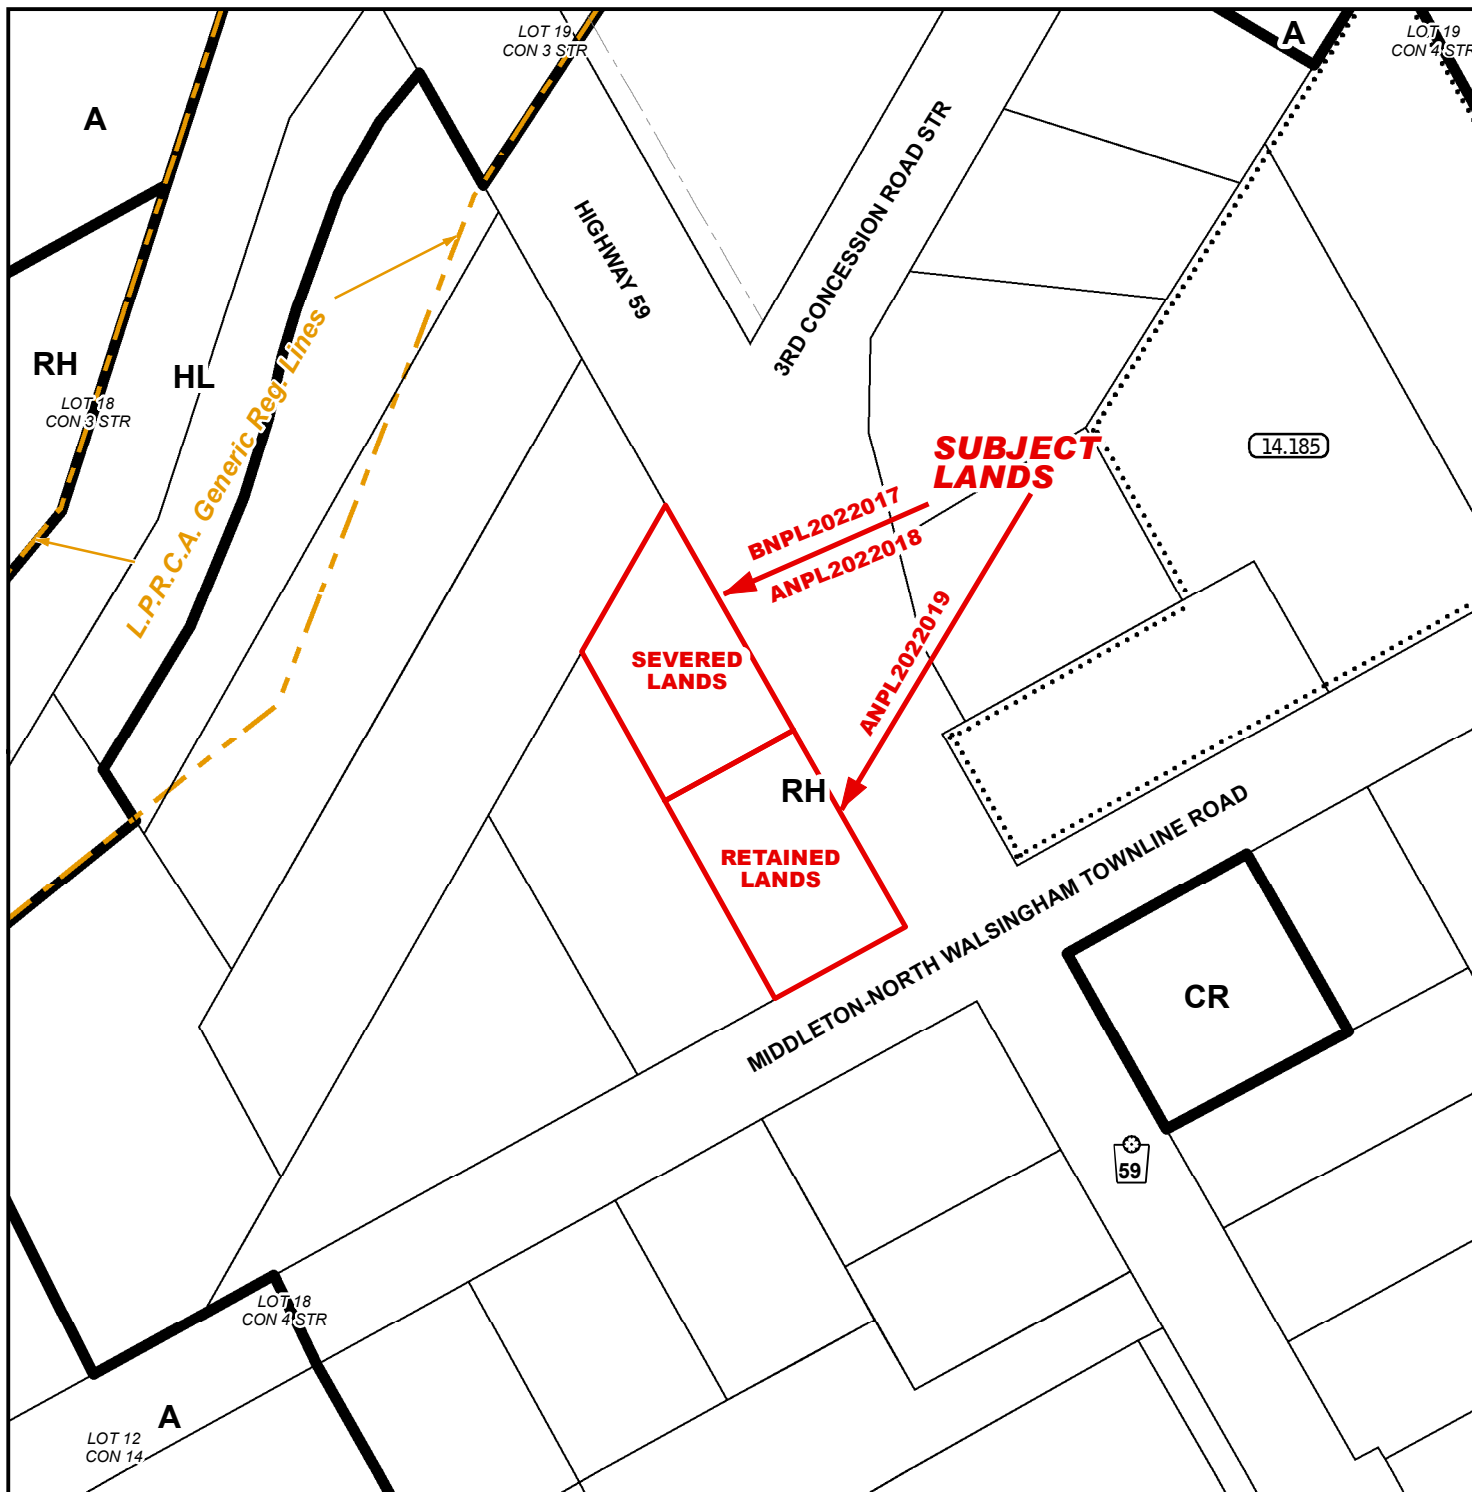 LOT 19
CON 3 STR
A
LOT 19
CON 4 STR
A
3RD CONCESSION ROAD STR
HIGHWAY 59
RH
HL
LOT 18
CON 3 STR
L.P.R.C.A. Generic Reg. Lines
SUBJECT
LANDS
14.185
BNPL2022017
ANPL2022018
ANPL2022019
SEVERED
LANDS
RH
RETAINED
LANDS
MIDDLETON-NORTH WALSINGHAM TOWNLINE ROAD
CR
59
LOT 18
CON 4 STR
A
LOT 12
CON 14